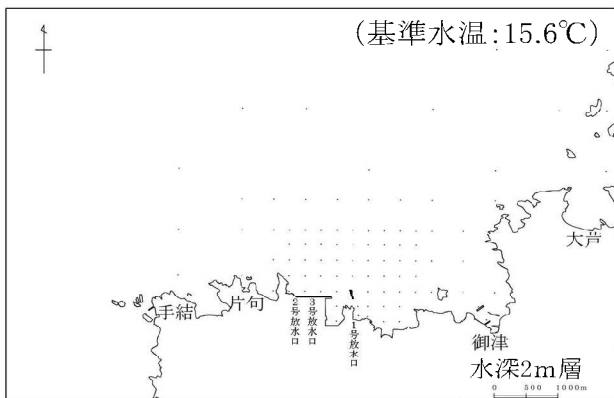 (基準水温:15.6℃)
大芦
片句
手結
2号放水口
3号放水口
1号放水口
御津
水深2m層
0 500 1000m